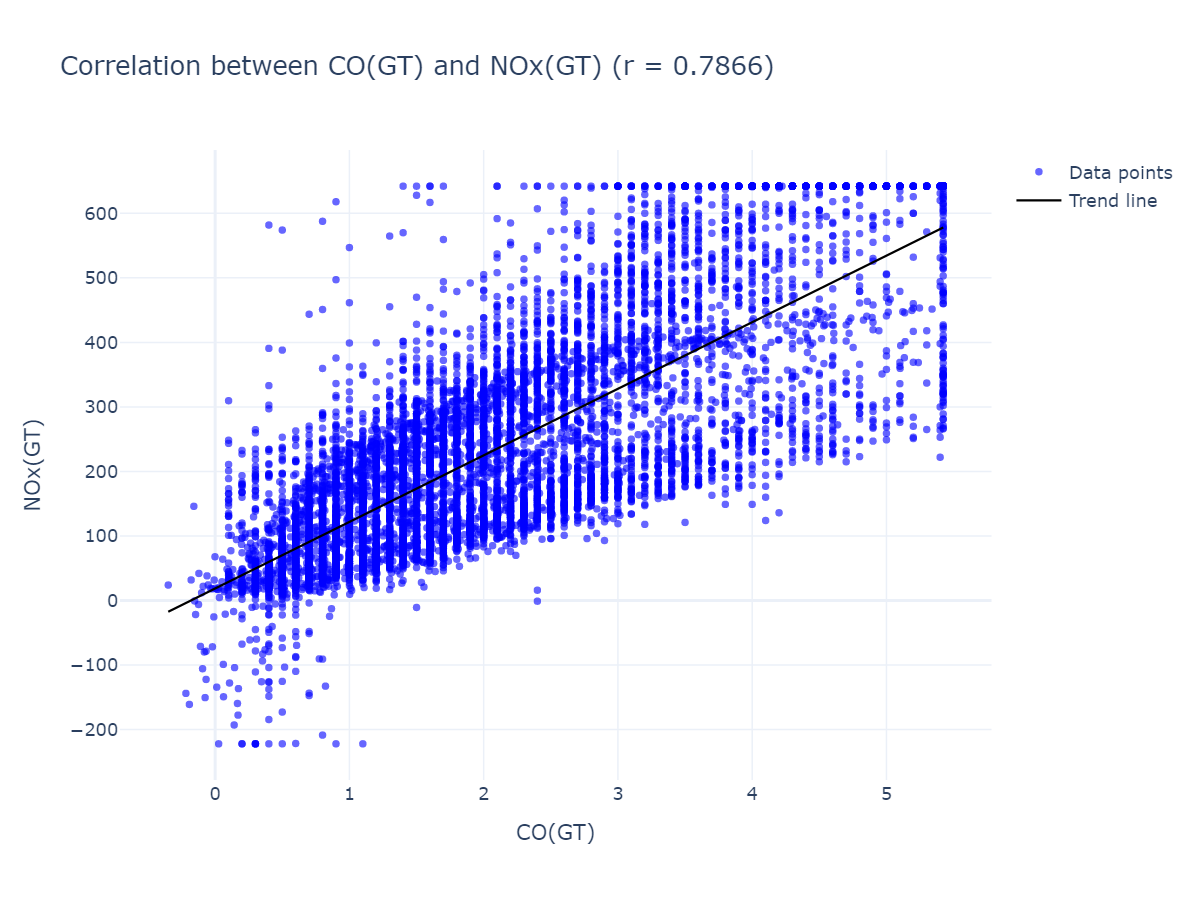 Correlation between CO(GT) and NOx(GT) (r = 0.7866)
Data points
Trend line
NOx(GT)
600
500
400
300
200
100
0
−100
−200
0 1 2 3 4 5
CO(GT)